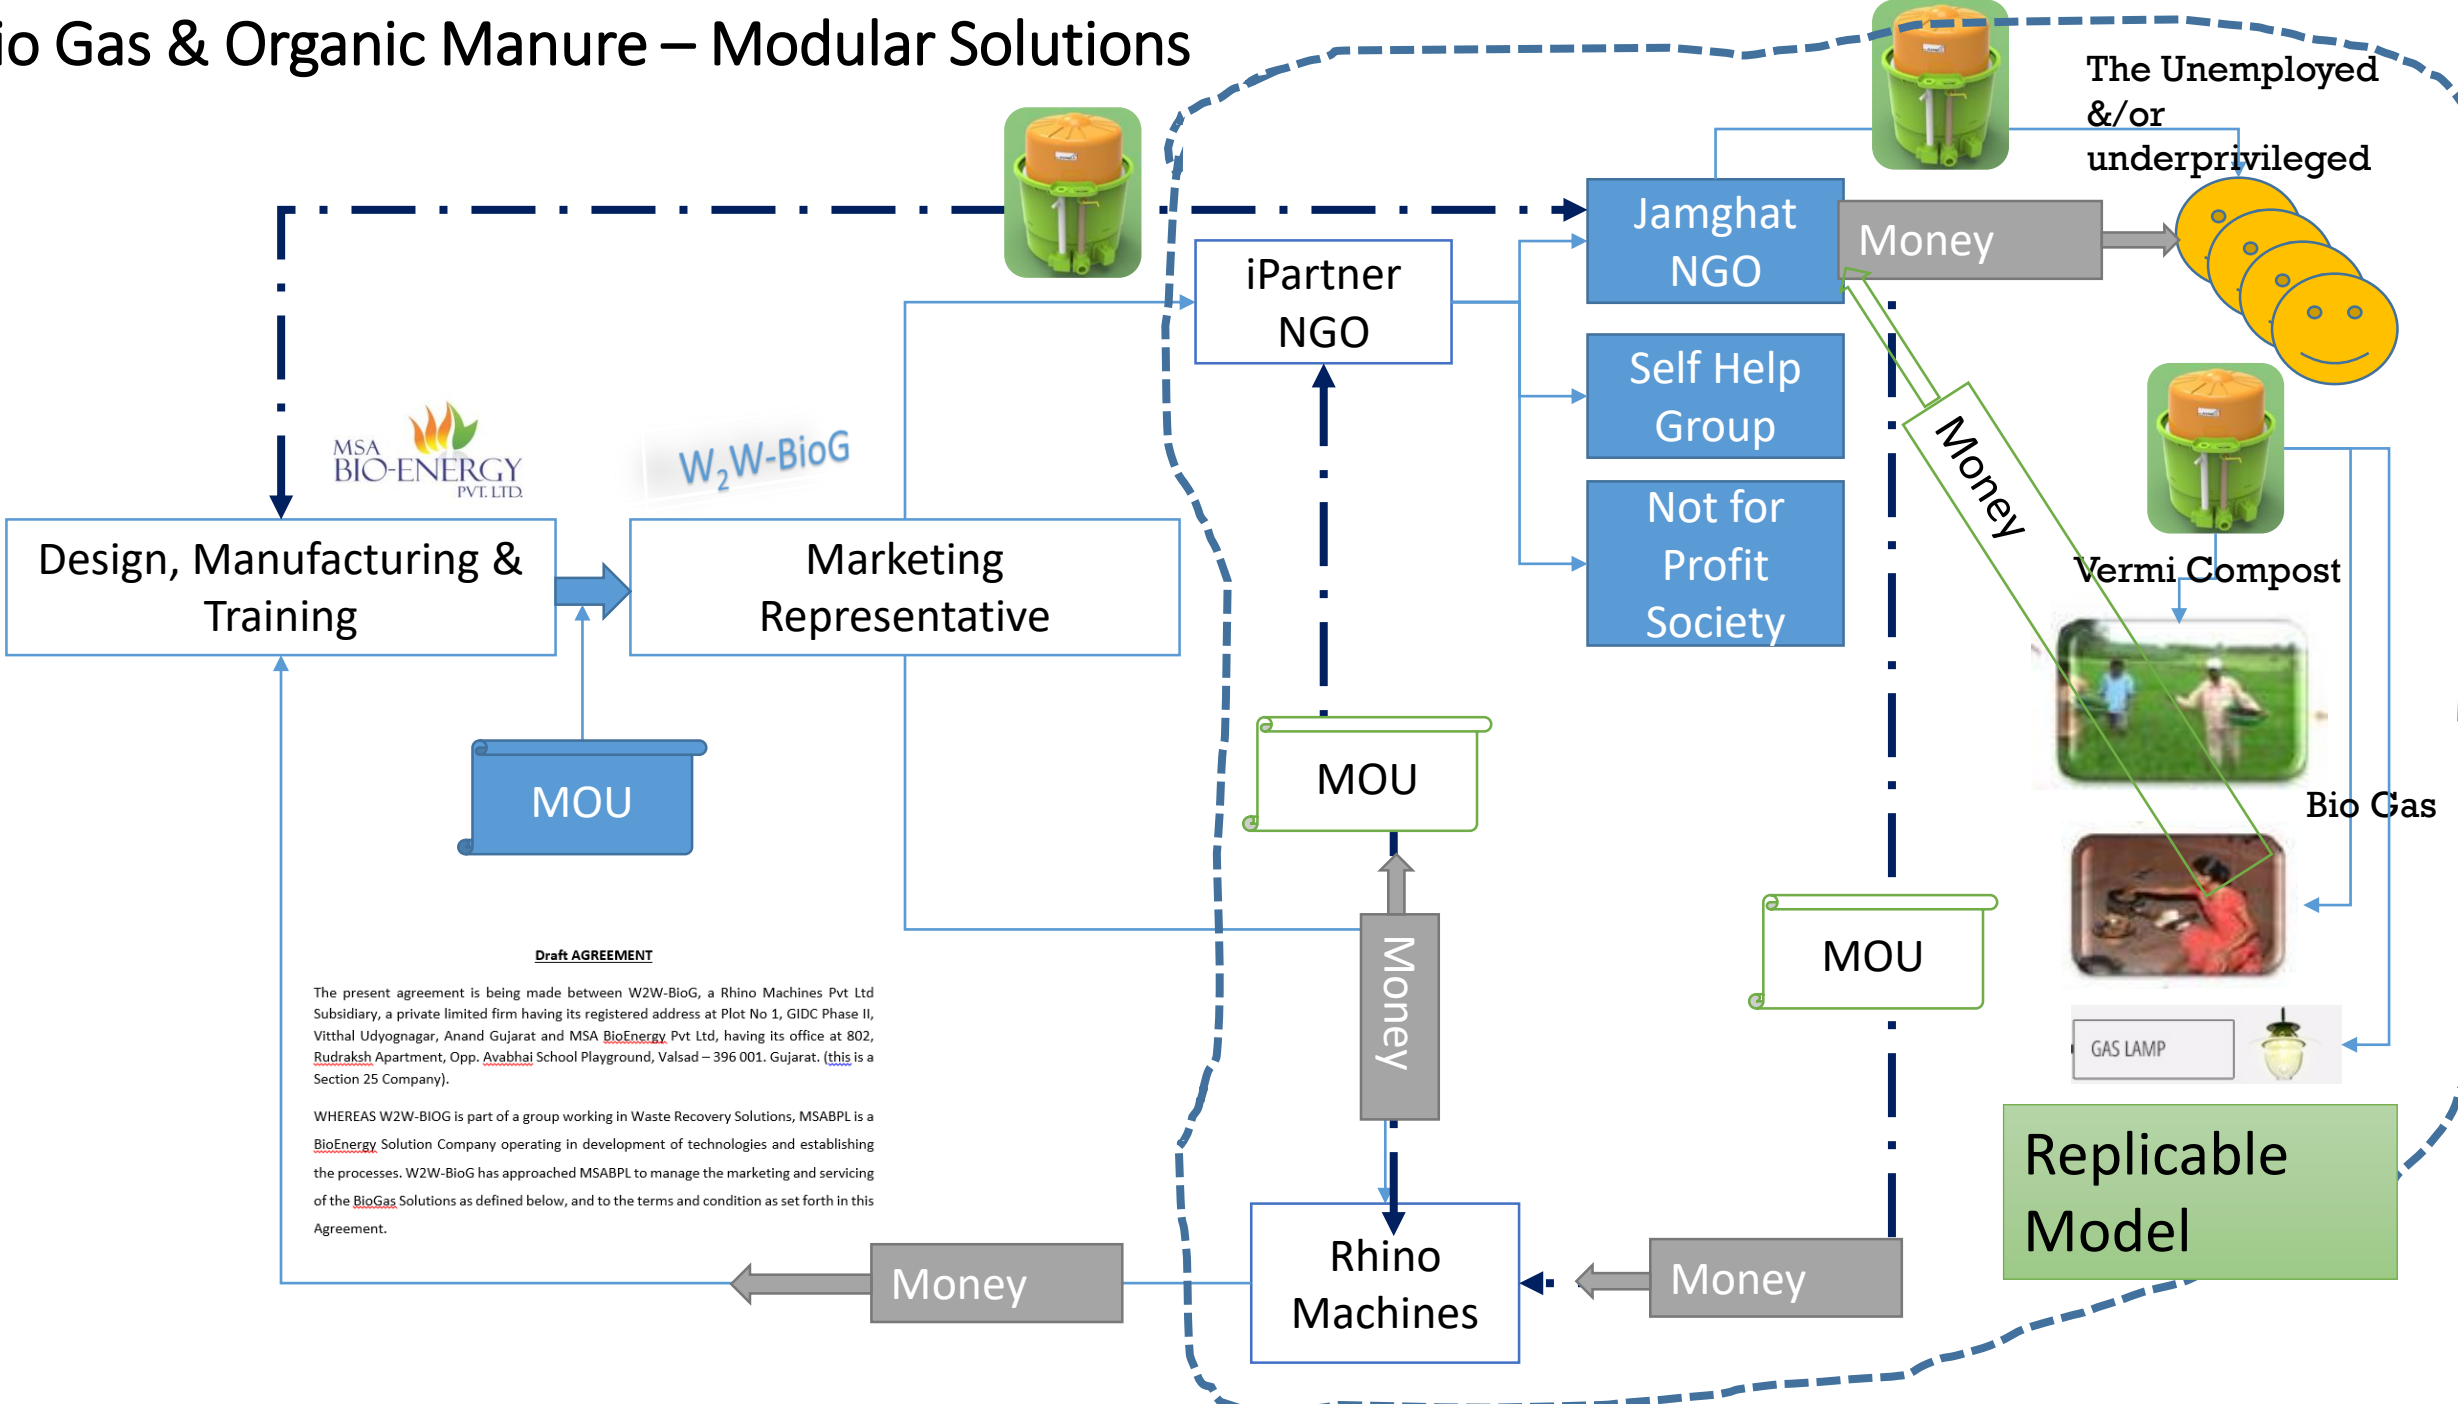 io Gas & Organic Manure – Modular Solutions
The Unemployed
&/or
underprivileged
Jamghat
NGO
Money
iPartner
NGO
Self Help
Group
Not for
Profit
Society
MSA
BIO-ENERGY
PVT. LTD.
W2W-BioG
Design, Manufacturing &
Training
Marketing
Representative
Money
Vermi Compost
MOU
MOU
Bio Gas
MOU
Money
GAS LAMP
Draft AGREEMENT
The present agreement is being made between W2W-BioG, a Rhino Machines Pvt Ltd
Subsidiary, a private limited firm having its registered address at Plot No 1, GIDC Phase II,
Vitthal Udyognagar, Anand Gujarat and MSA BioEnergy Pvt Ltd, having its office at 802,
Rudraksh Apartment, Opp. Avabhai School Playground, Valsad – 396 001. Gujarat. (this is a
Section 25 Company).
WHEREAS W2W-BIOG is part of a group working in Waste Recovery Solutions, MSABPL is a
BioEnergy Solution Company operating in development of technologies and establishing
the processes. W2W-BioG has approached MSABPL to manage the marketing and servicing
of the BioGas Solutions as defined below, and to the terms and condition as set forth in this
Agreement.
Replicable
Model
Money
Rhino
Machines
Money